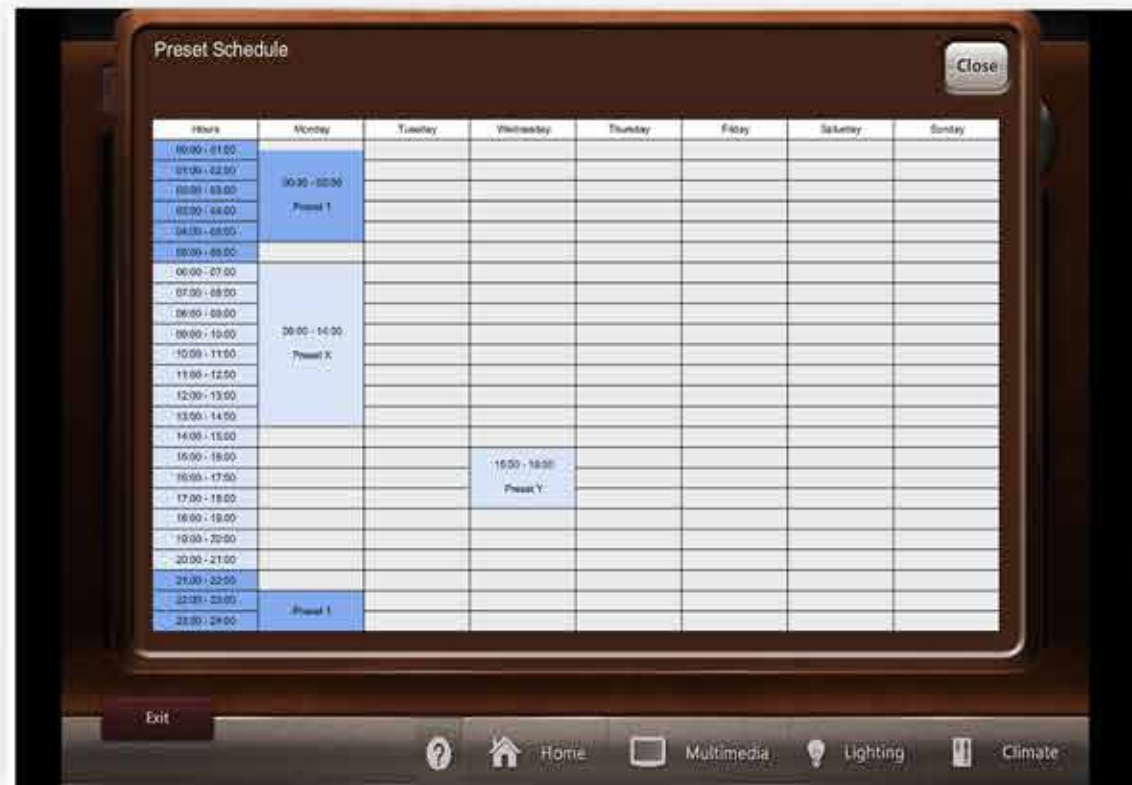 Preset Schedule
Close
Hours Monday Tuesday Wednesday Thursday Friday Saturday Sunday
00:00 - 01:00
01:00 - 02:00
02:00 - 03:00
03:00 - 04:00
04:00 - 05:00
05:00 - 06:00
06:00 - 07:00
07:00 - 08:00
08:00 - 09:00
09:00 - 10:00
10:00 - 11:00
11:00 - 12:00
12:00 - 13:00
13:00 - 14:00
14:00 - 15:00
15:00 - 16:00
16:00 - 17:00
17:00 - 18:00
18:00 - 19:00
19:00 - 20:00
20:00 - 21:00
21:00 - 22:00
22:00 - 23:00
23:00 - 24:00
Preset 1
06:00 - 14:00
Preset X
15:00 - 18:00
Preset Y
Preset 1
Exit
Home
Multimedia
Lighting
Climate